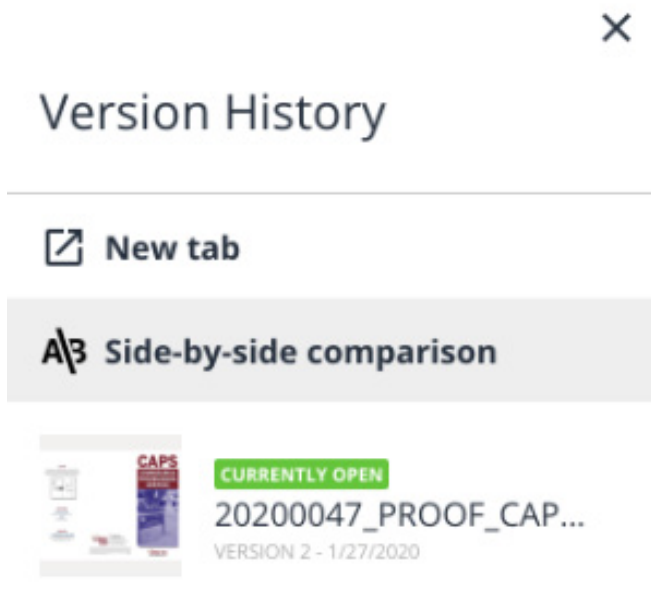 Version History
New tab
A\B Side-by-side comparison
CAPS
CURRENTLY OPEN
20200047_PROOF_CAP...
VERSION 2 - 1/27/2020